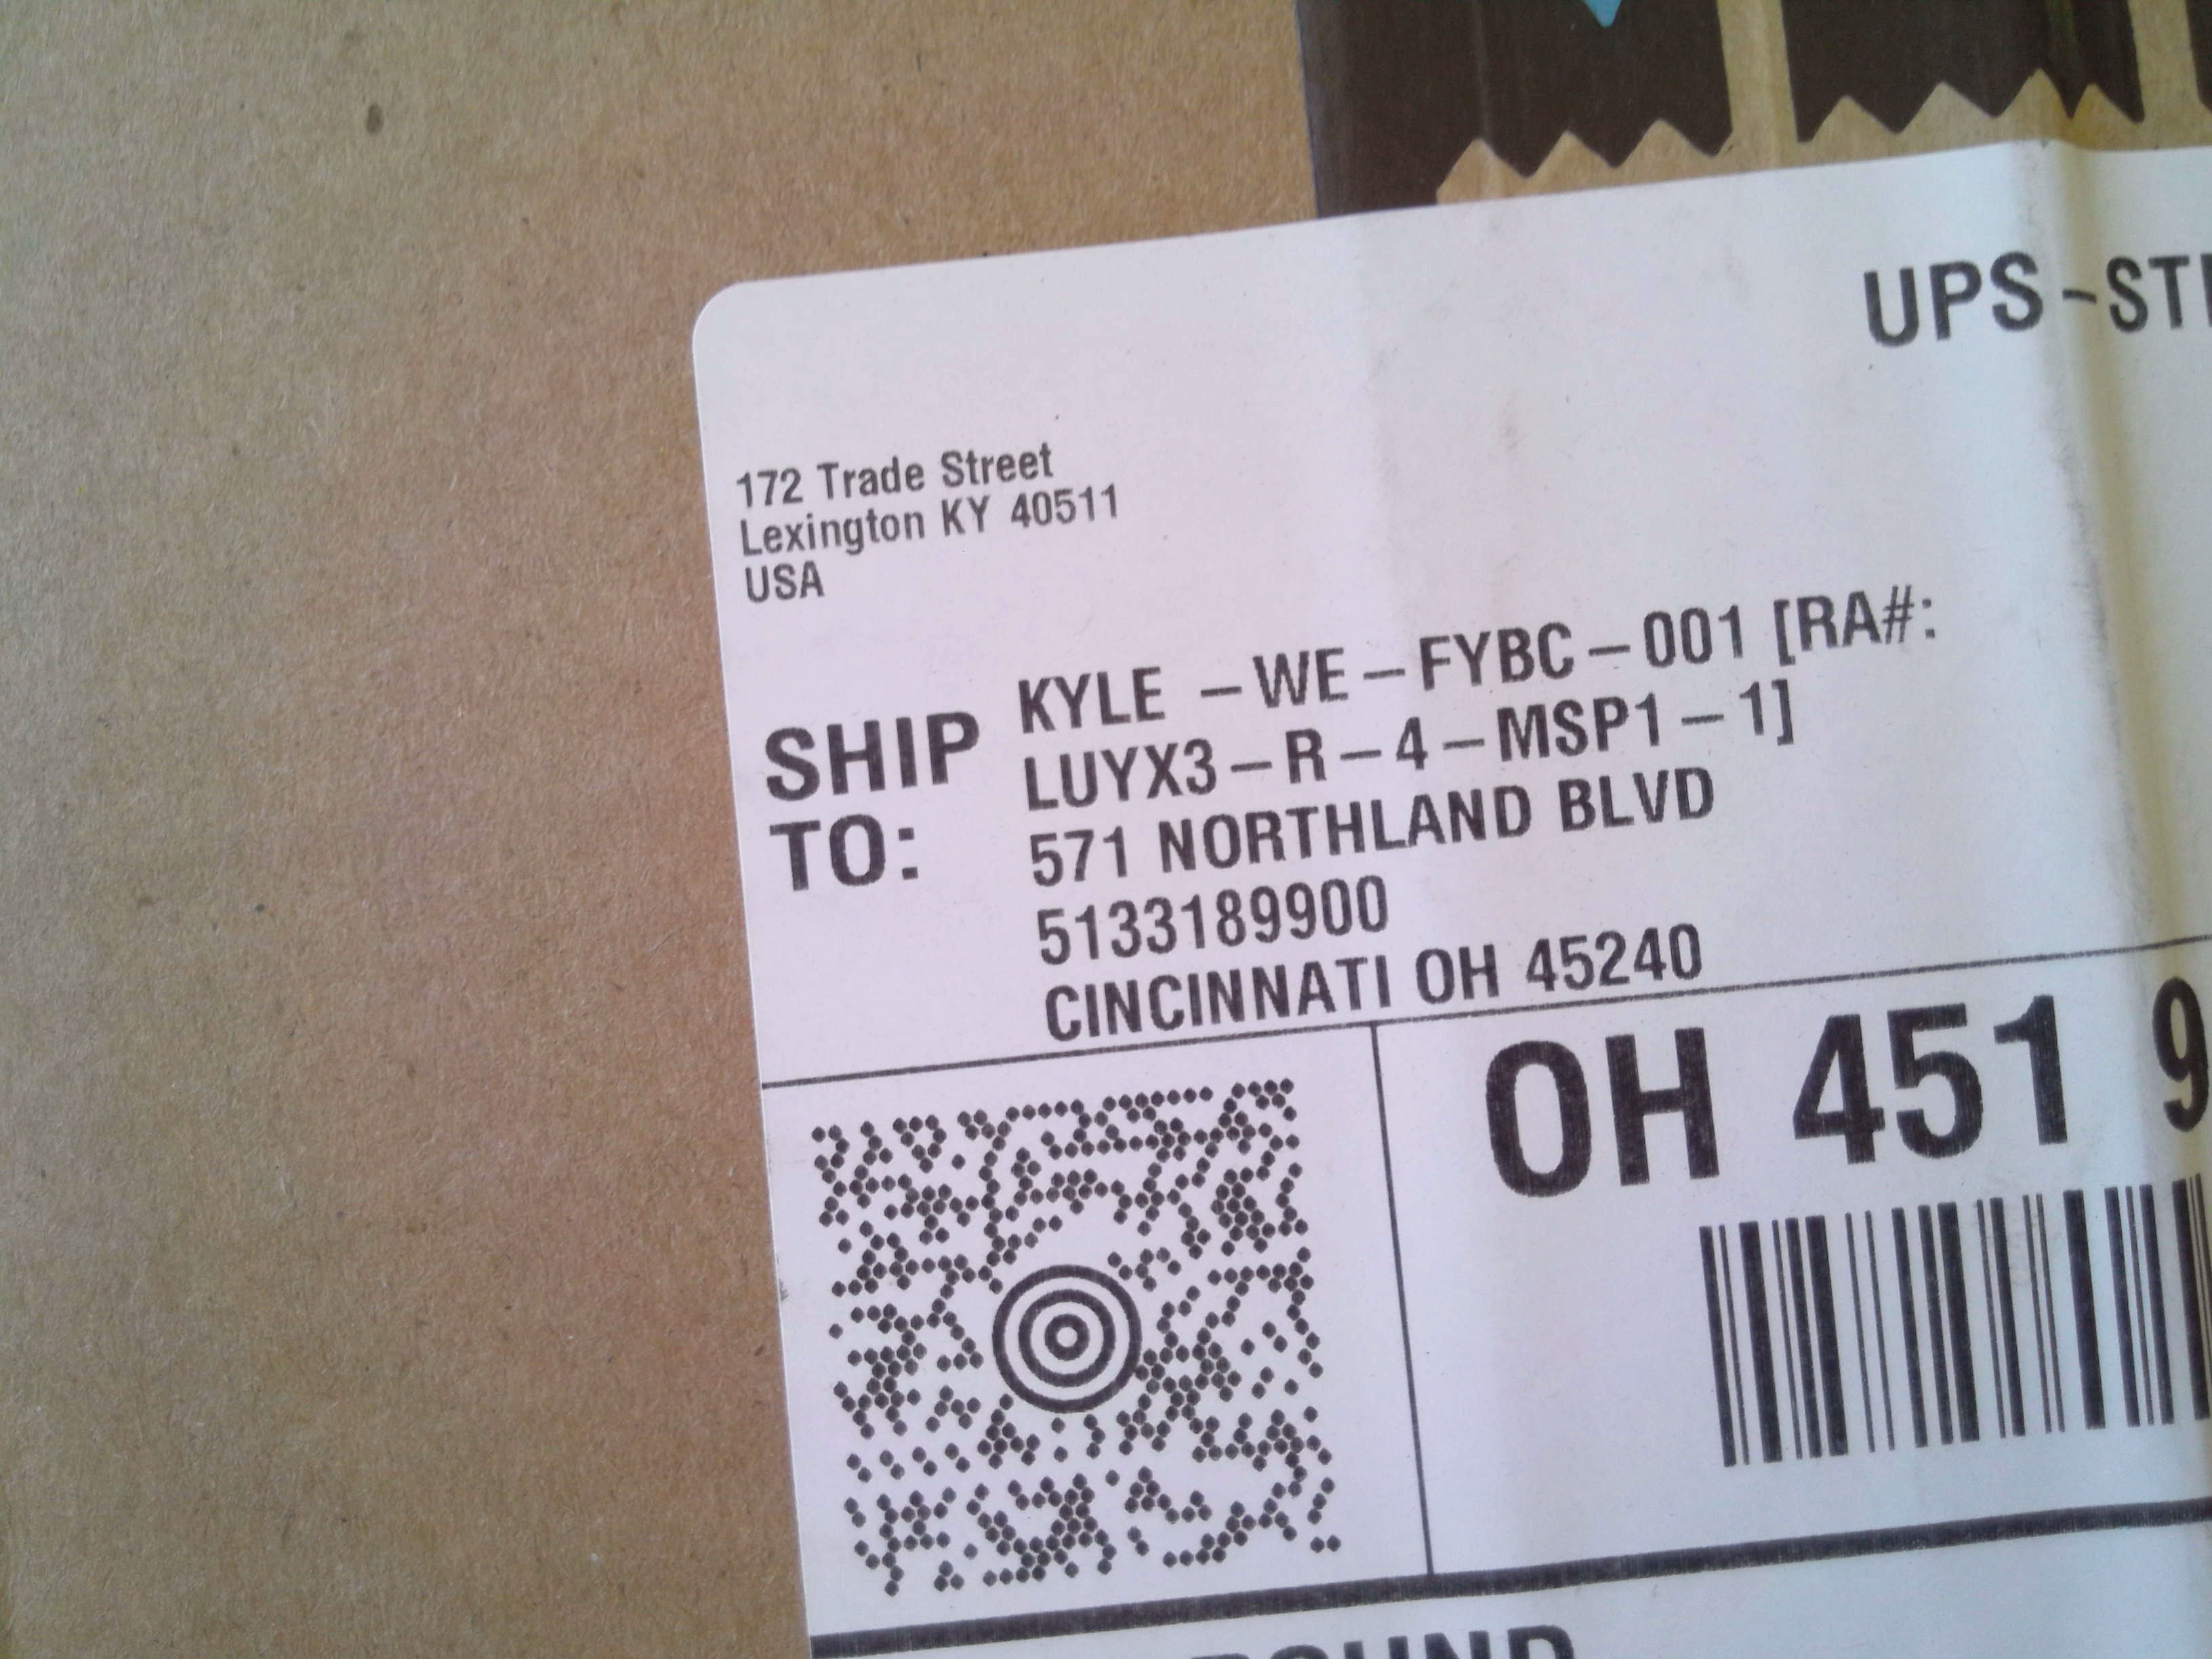 UPS-ST
172 Trade Street
Lexington KY 40511
USA
SHIP TO:
KYLE -WE-FYBC-001 [RA#:
LUYX3-R-4-MSP1-1]
571 NORTHLAND BLVD
5133189900
CINCINNATI OH 45240
OH 451 9